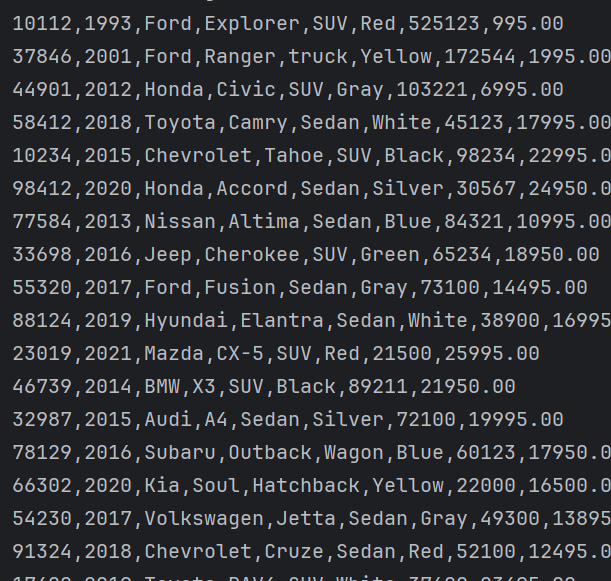 10112,1993,Ford,Explorer,SUV,Red,525123,995.00
37846,2001,Ford,Ranger,truck,Yellow,172544,1995.00
44901,2012,Honda,Civic,SUV,Gray,103221,6995.00
58412,2018,Toyota,Camry,Sedan,White,45123,17995.00
10234,2015,Chevrolet,Tahoe,SUV,Black,98234,22995.00
98412,2020,Honda,Accord,Sedan,Silver,30567,24950.00
77584,2013,Nissan,Altima,Sedan,Blue,84321,10995.00
33698,2016,Jeep,Cherokee,SUV,Green,65234,18950.00
55320,2017,Ford,Fusion,Sedan,Gray,73100,14495.00
88124,2019,Hyundai,Elantra,Sedan,White,38900,16995
23019,2021,Mazda,CX-5,SUV,Red,21500,25995.00
46739,2014,BMW,X3,SUV,Black,89211,21950.00
32987,2015,Audi,A4,Sedan,Silver,72100,19995.00
78129,2016,Subaru,Outback,Wagon,Blue,60123,17950.0
66302,2020,Kia,Soul,Hatchback,Yellow,22000,16500.0
54230,2017,Volkswagen,Jetta,Sedan,Gray,49300,13895
91324,2018,Chevrolet,Cruze,Sedan,Red,52100,12495.0